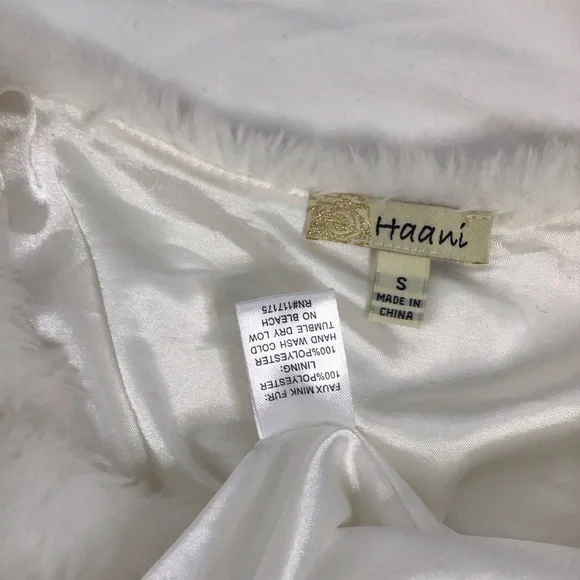 Haani
S
MADE IN
CHINA
FAUX MINK FUR:
100%POLYESTER
LINING:
100%POLYESTER
HAND WASH COLD
TUMBLE DRY LOW
NO BLEACH
RN#117175